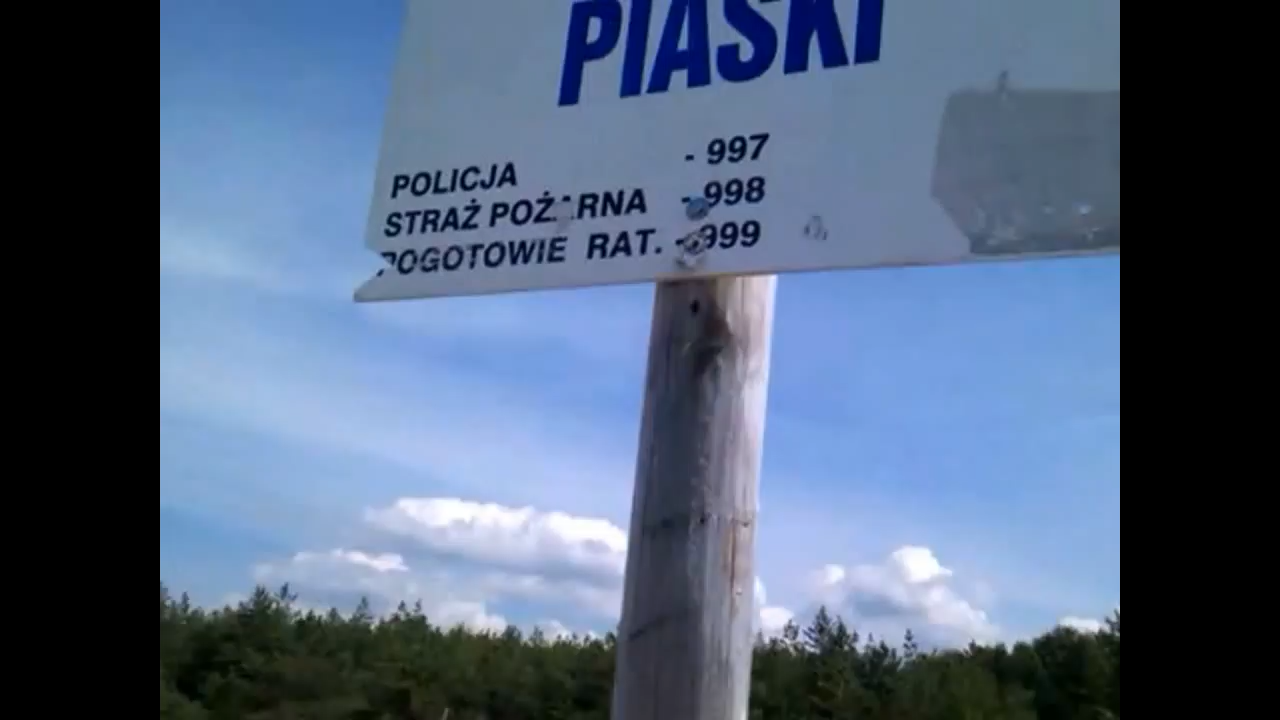 PIASKI
POLICJA - 997
STRAŻ POŻARNA - 998
POGOTOWIE RAT. - 999